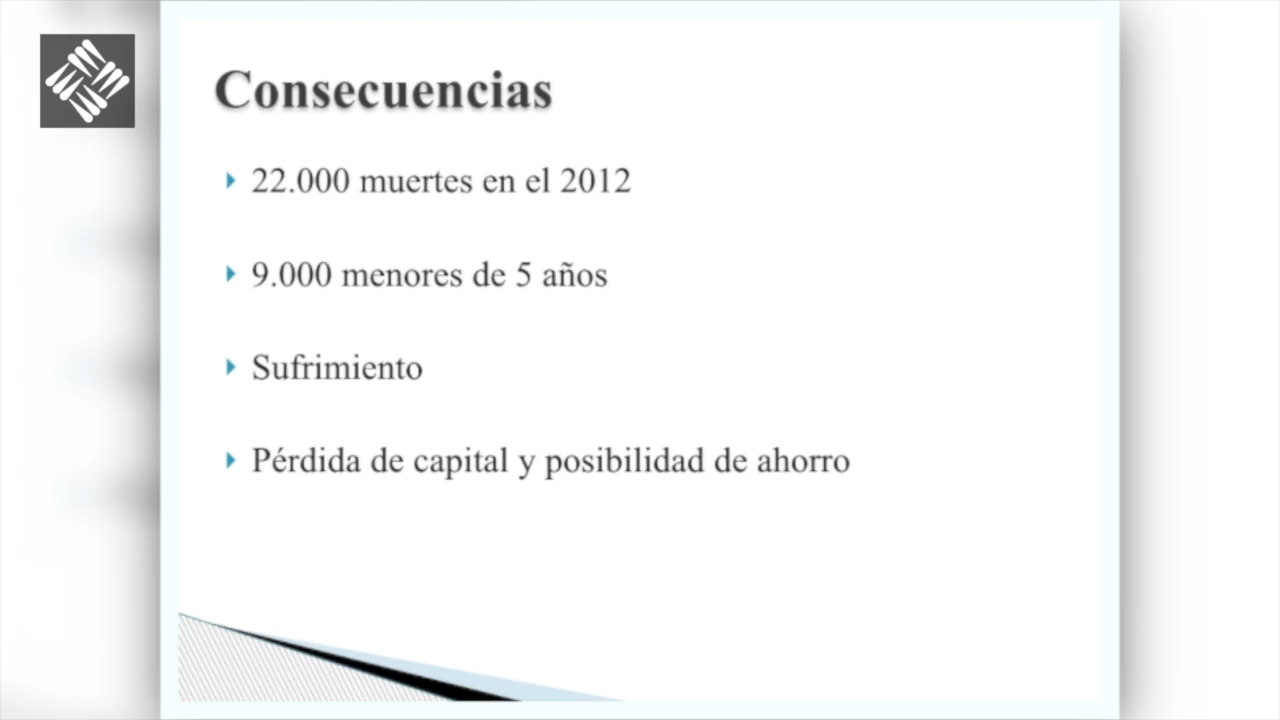 Consecuencias
22.000 muertes en el 2012
9.000 menores de 5 años
Sufrimiento
Pérdida de capital y posibilidad de ahorro